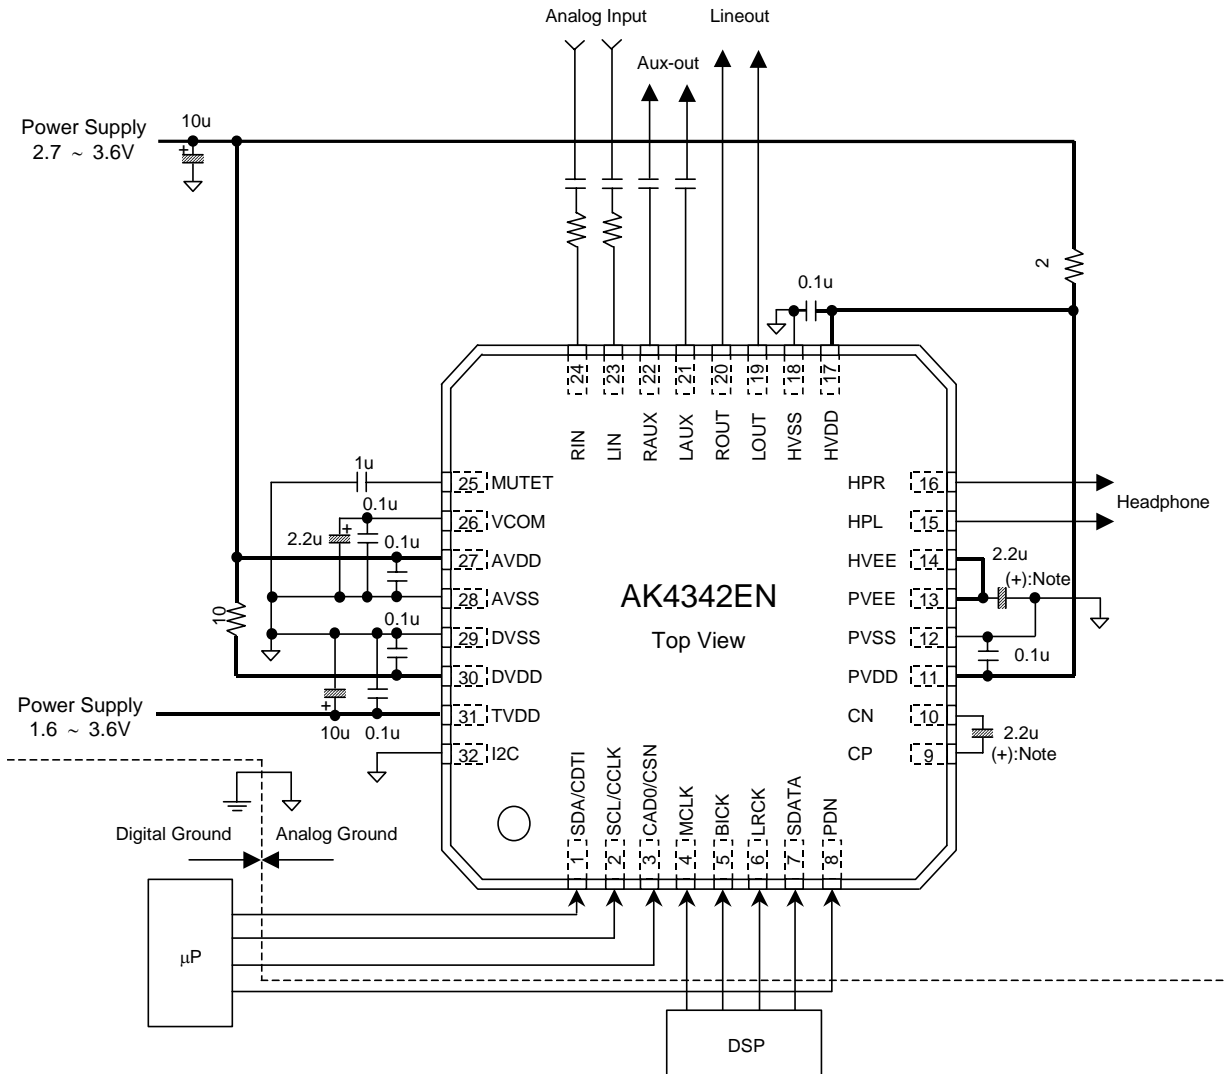 Analog Input
Lineout
Aux-out
10u
+
Power Supply
2.7 ~ 3.6V
2
0.1u
24
23
22
21
20
19
18
17
RIN
LIN
RAUX
LAUX
ROUT
LOUT
HVSS
HVDD
1u
25 MUTET
0.1u
26 VCOM
2.2u
+
0.1u
27 AVDD
28 AVSS
10
0.1u
29 DVSS
30 DVDD
Power Supply
1.6 ~ 3.6V
+
10u
0.1u
31 TVDD
32 I2C
AK4342EN
Top View
HPR 16
HPL 15
Headphone
HVEE 14
2.2u
(+):Note
PVEE 13
PVSS 12
0.1u
PVDD 11
CN 10
2.2u
(+):Note
CP 9
SDA/CDTI
SCL/CCLK
CAD0/CSN
MCLK
BICK
LRCK
SDATA
PDN
1
2
3
4
5
6
7
8
Digital Ground
Analog Ground
µP
DSP